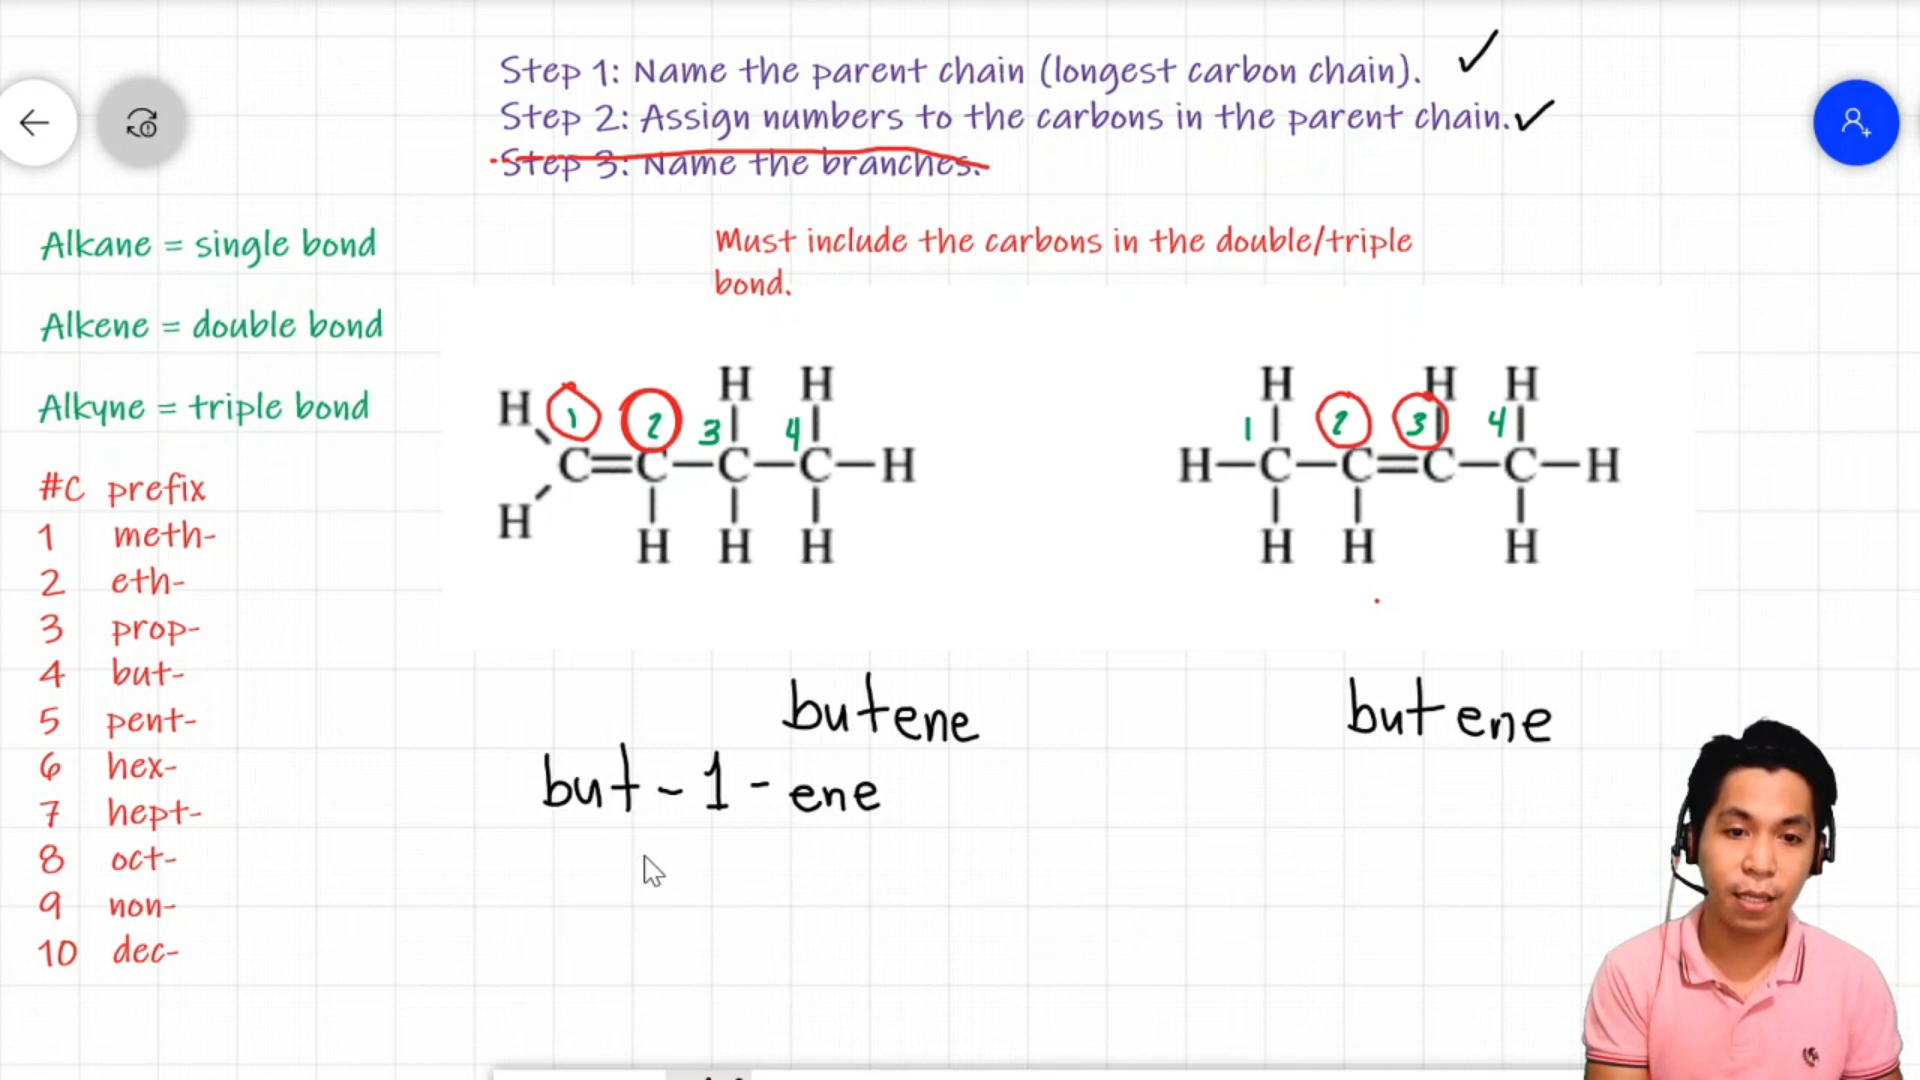 Step 1: Name the parent chain (longest carbon chain).
Step 2: Assign numbers to the carbons in the parent chain.
Step 3: Name the branches.
Alkane = single bond
Alkene = double bond
Alkyne = triple bond
#C prefix
1 meth-
2 eth-
3 prop-
4 but-
5 pent-
6 hex-
7 hept-
8 oct-
9 non-
10 dec-
Must include the carbons in the double/triple
bond.
H H
H 1 2 3 4
C=C-C-C-H
H
H H H
butene
but-1-ene
H H H
1 2 3 4
H-C-C=C-C-H
H H H
butene